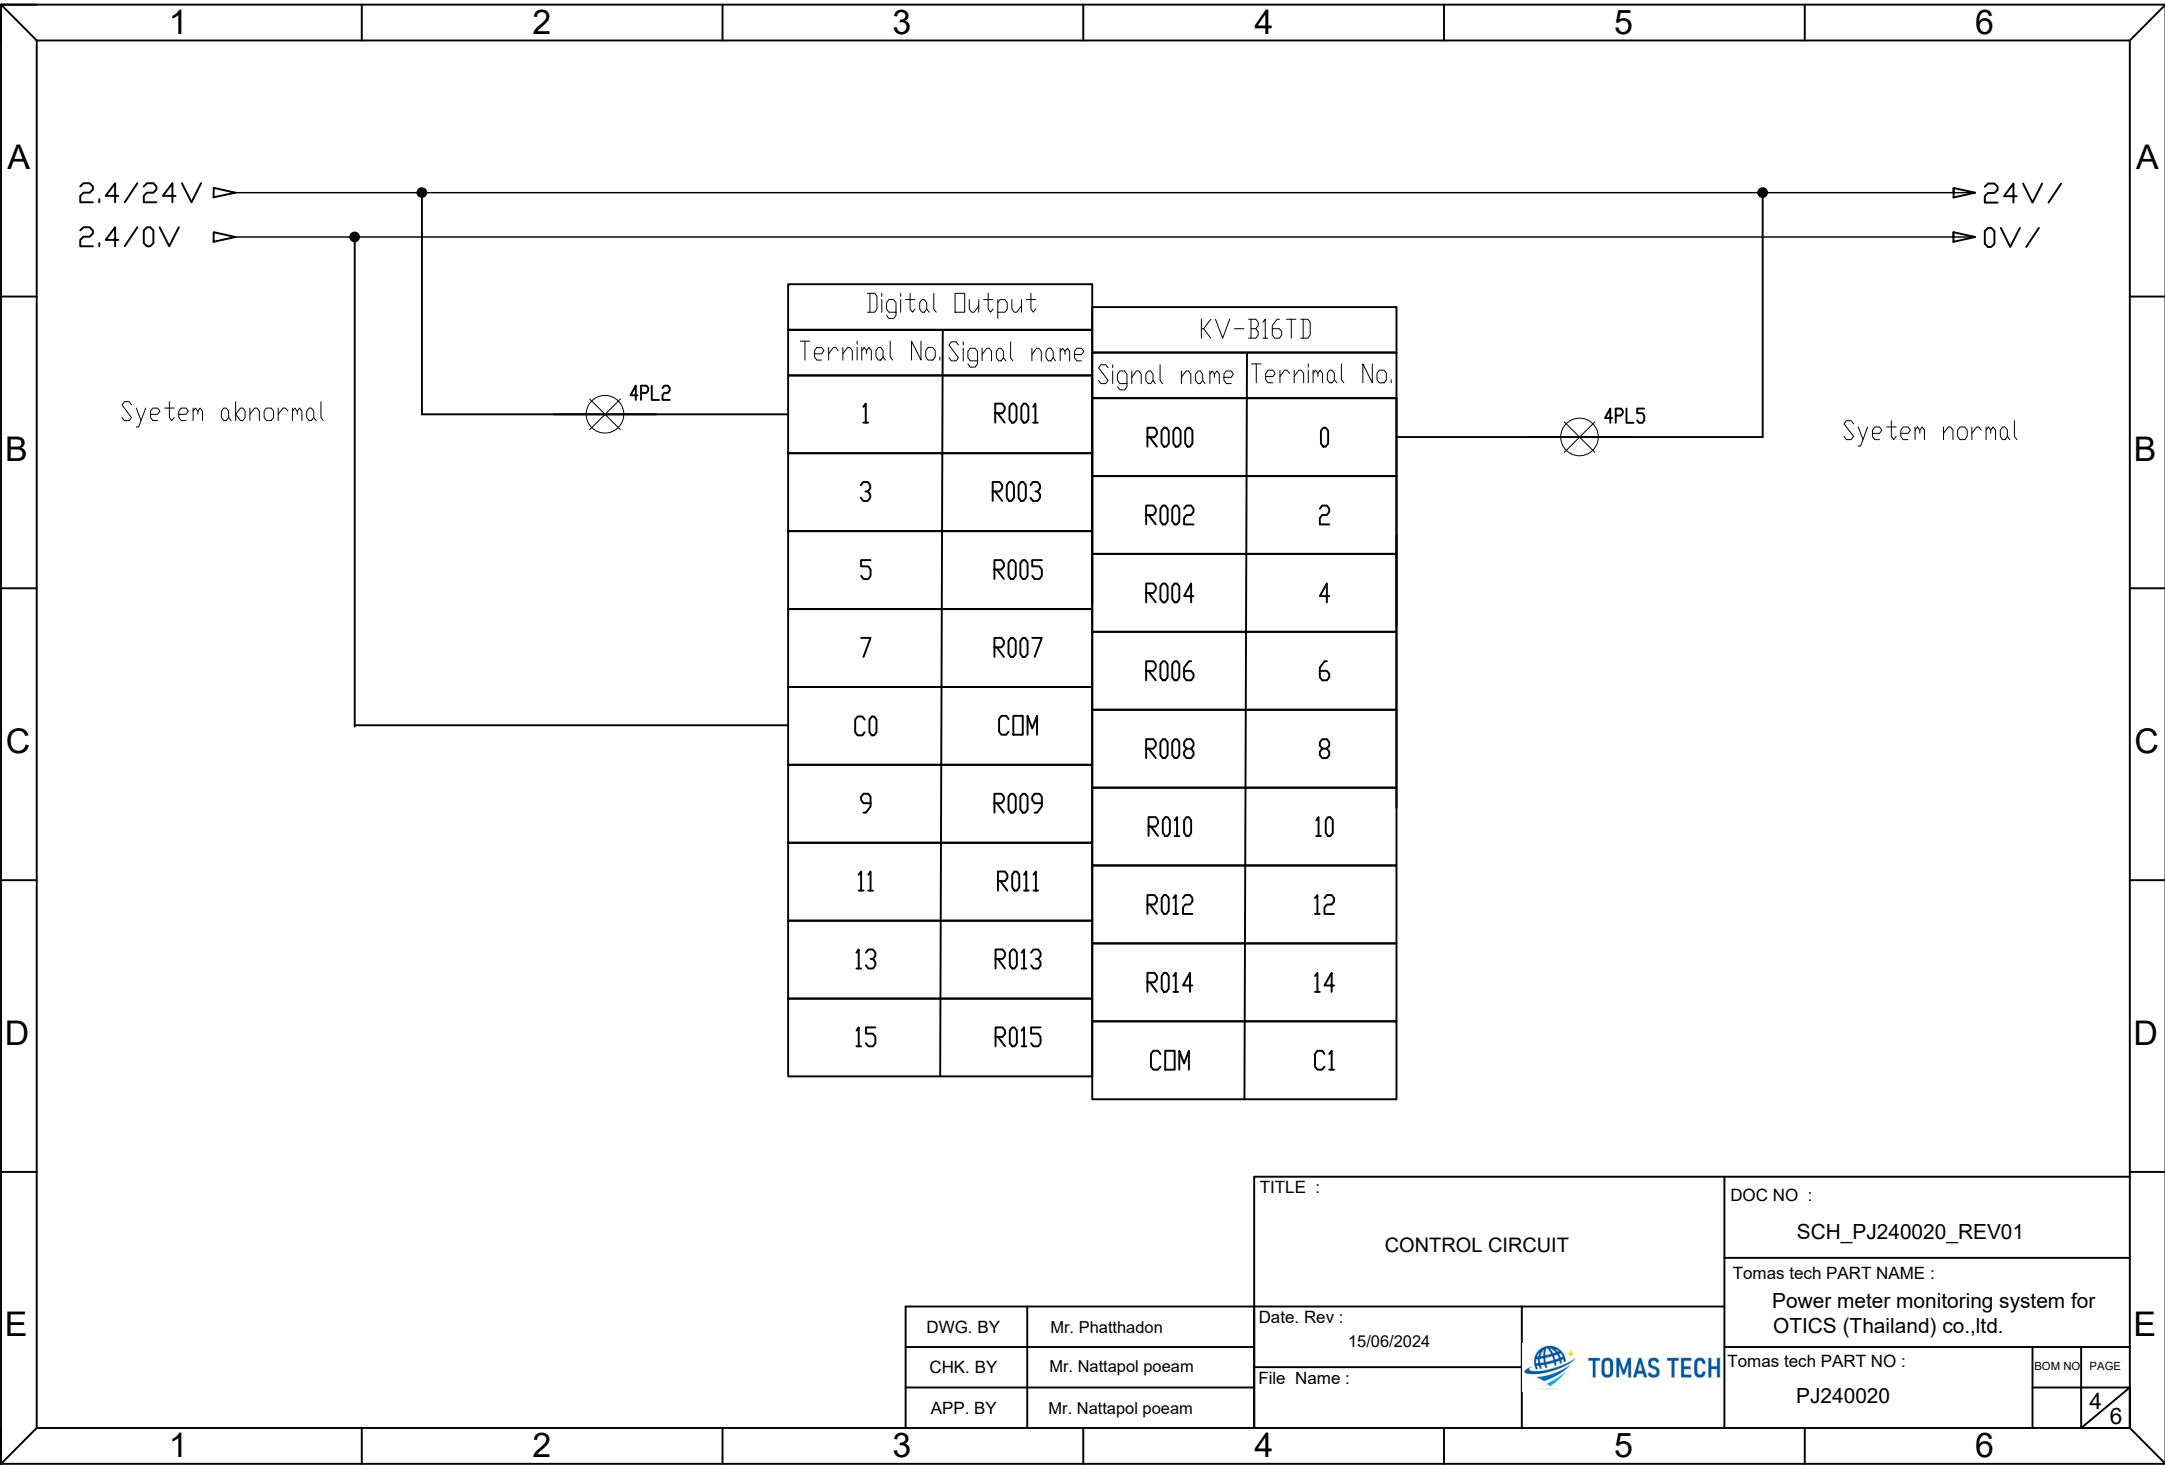 1 2 3 4 5 6
A A
2.4/24V 24V/
2.4/0V 0V/
Digital Output
Ternimal No. Signal name
KV-B16TD
Signal name Ternimal No.
Syetem abnormal
4PL2
1 R001
R000 0
4PL5
Syetem normal
B B
3 R003
R002 2
5 R005
R004 4
7 R007
R006 6
C0 COM
R008 8
C C
9 R009
R010 10
11 R011
R012 12
13 R013
R014 14
15 R015
COM C1
D D
TITLE :
CONTROL CIRCUIT
DOC NO :
SCH_PJ240020_REV01
Tomas tech PART NAME :
Power meter monitoring system for
OTICS (Thailand) co.,ltd.
E E
DWG. BY Mr. Phatthadon
CHK. BY Mr. Nattapol poeam
APP. BY Mr. Nattapol poeam
Date. Rev :
15/06/2024
File Name :
TOMAS TECH
Tomas tech PART NO :
PJ240020
BOM NO PAGE
4/6
1 2 3 4 5 6